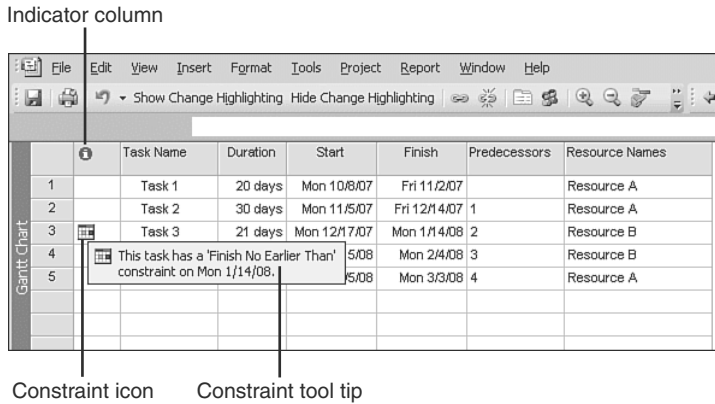 Indicator column
File Edit View Insert Format Tools Project Report Window Help
Show Change Highlighting Hide Change Highlighting
Task Name Duration Start Finish Predecessors Resource Names
1 Task 1 20 days Mon 10/8/07 Fri 11/2/07 Resource A
2 Task 2 30 days Mon 11/5/07 Fri 12/14/07 1 Resource A
3 Task 3 21 days Mon 12/17/07 Mon 1/14/08 2 Resource B
4 5/08 Mon 2/4/08 3 Resource B
5 /5/08 Mon 3/3/08 4 Resource A
This task has a 'Finish No Earlier Than'
constraint on Mon 1/14/08.
Gantt Chart
Constraint icon Constraint tool tip